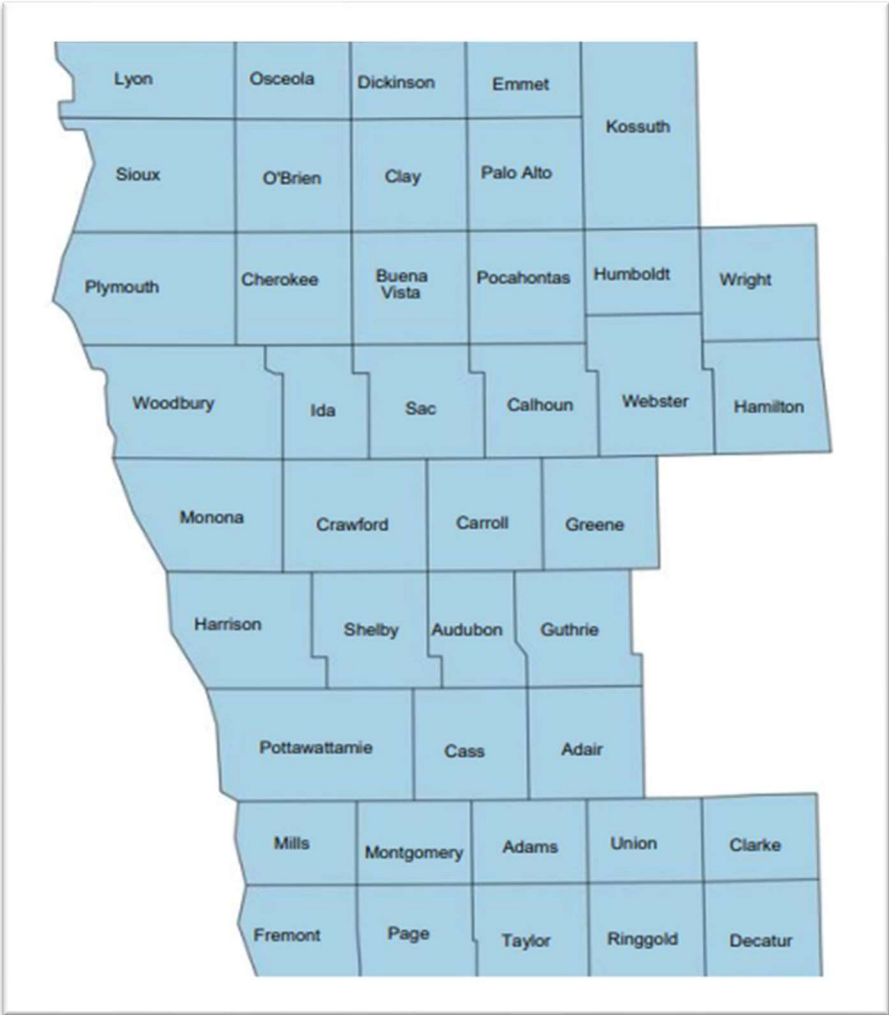 Lyon
Osceola
Dickinson
Emmet
Kossuth
Sioux
O'Brien
Clay
Palo Alto
Plymouth
Cherokee
Buena
Vista
Pocahontas
Humboldt
Wright
Woodbury
Ida
Sac
Calhoun
Webster
Hamilton
Monona
Crawford
Carroll
Greene
Harrison
Shelby
Audubon
Guthrie
Pottawattamie
Cass
Adair
Mills
Montgomery
Adams
Union
Clarke
Fremont
Page
Taylor
Ringgold
Decatur